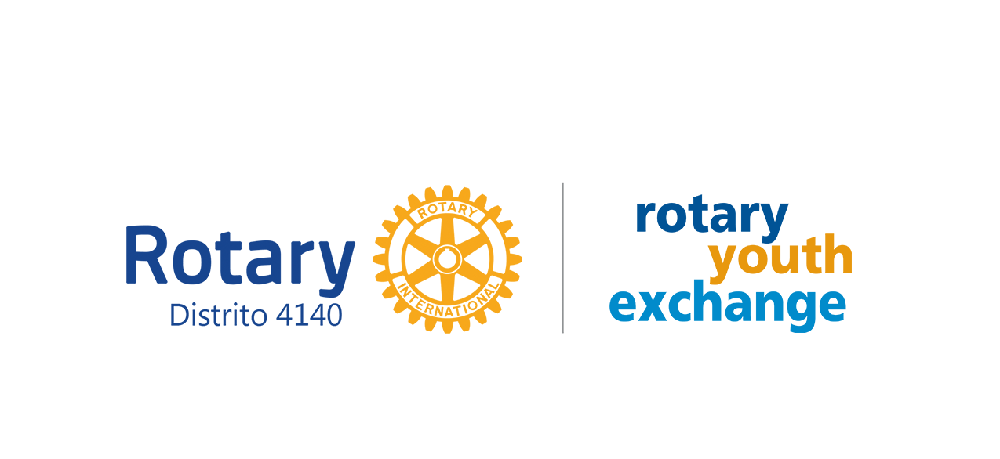 Rotary
Distrito 4140
ROTARY
INTERNATIONAL
rotary
youth
exchange